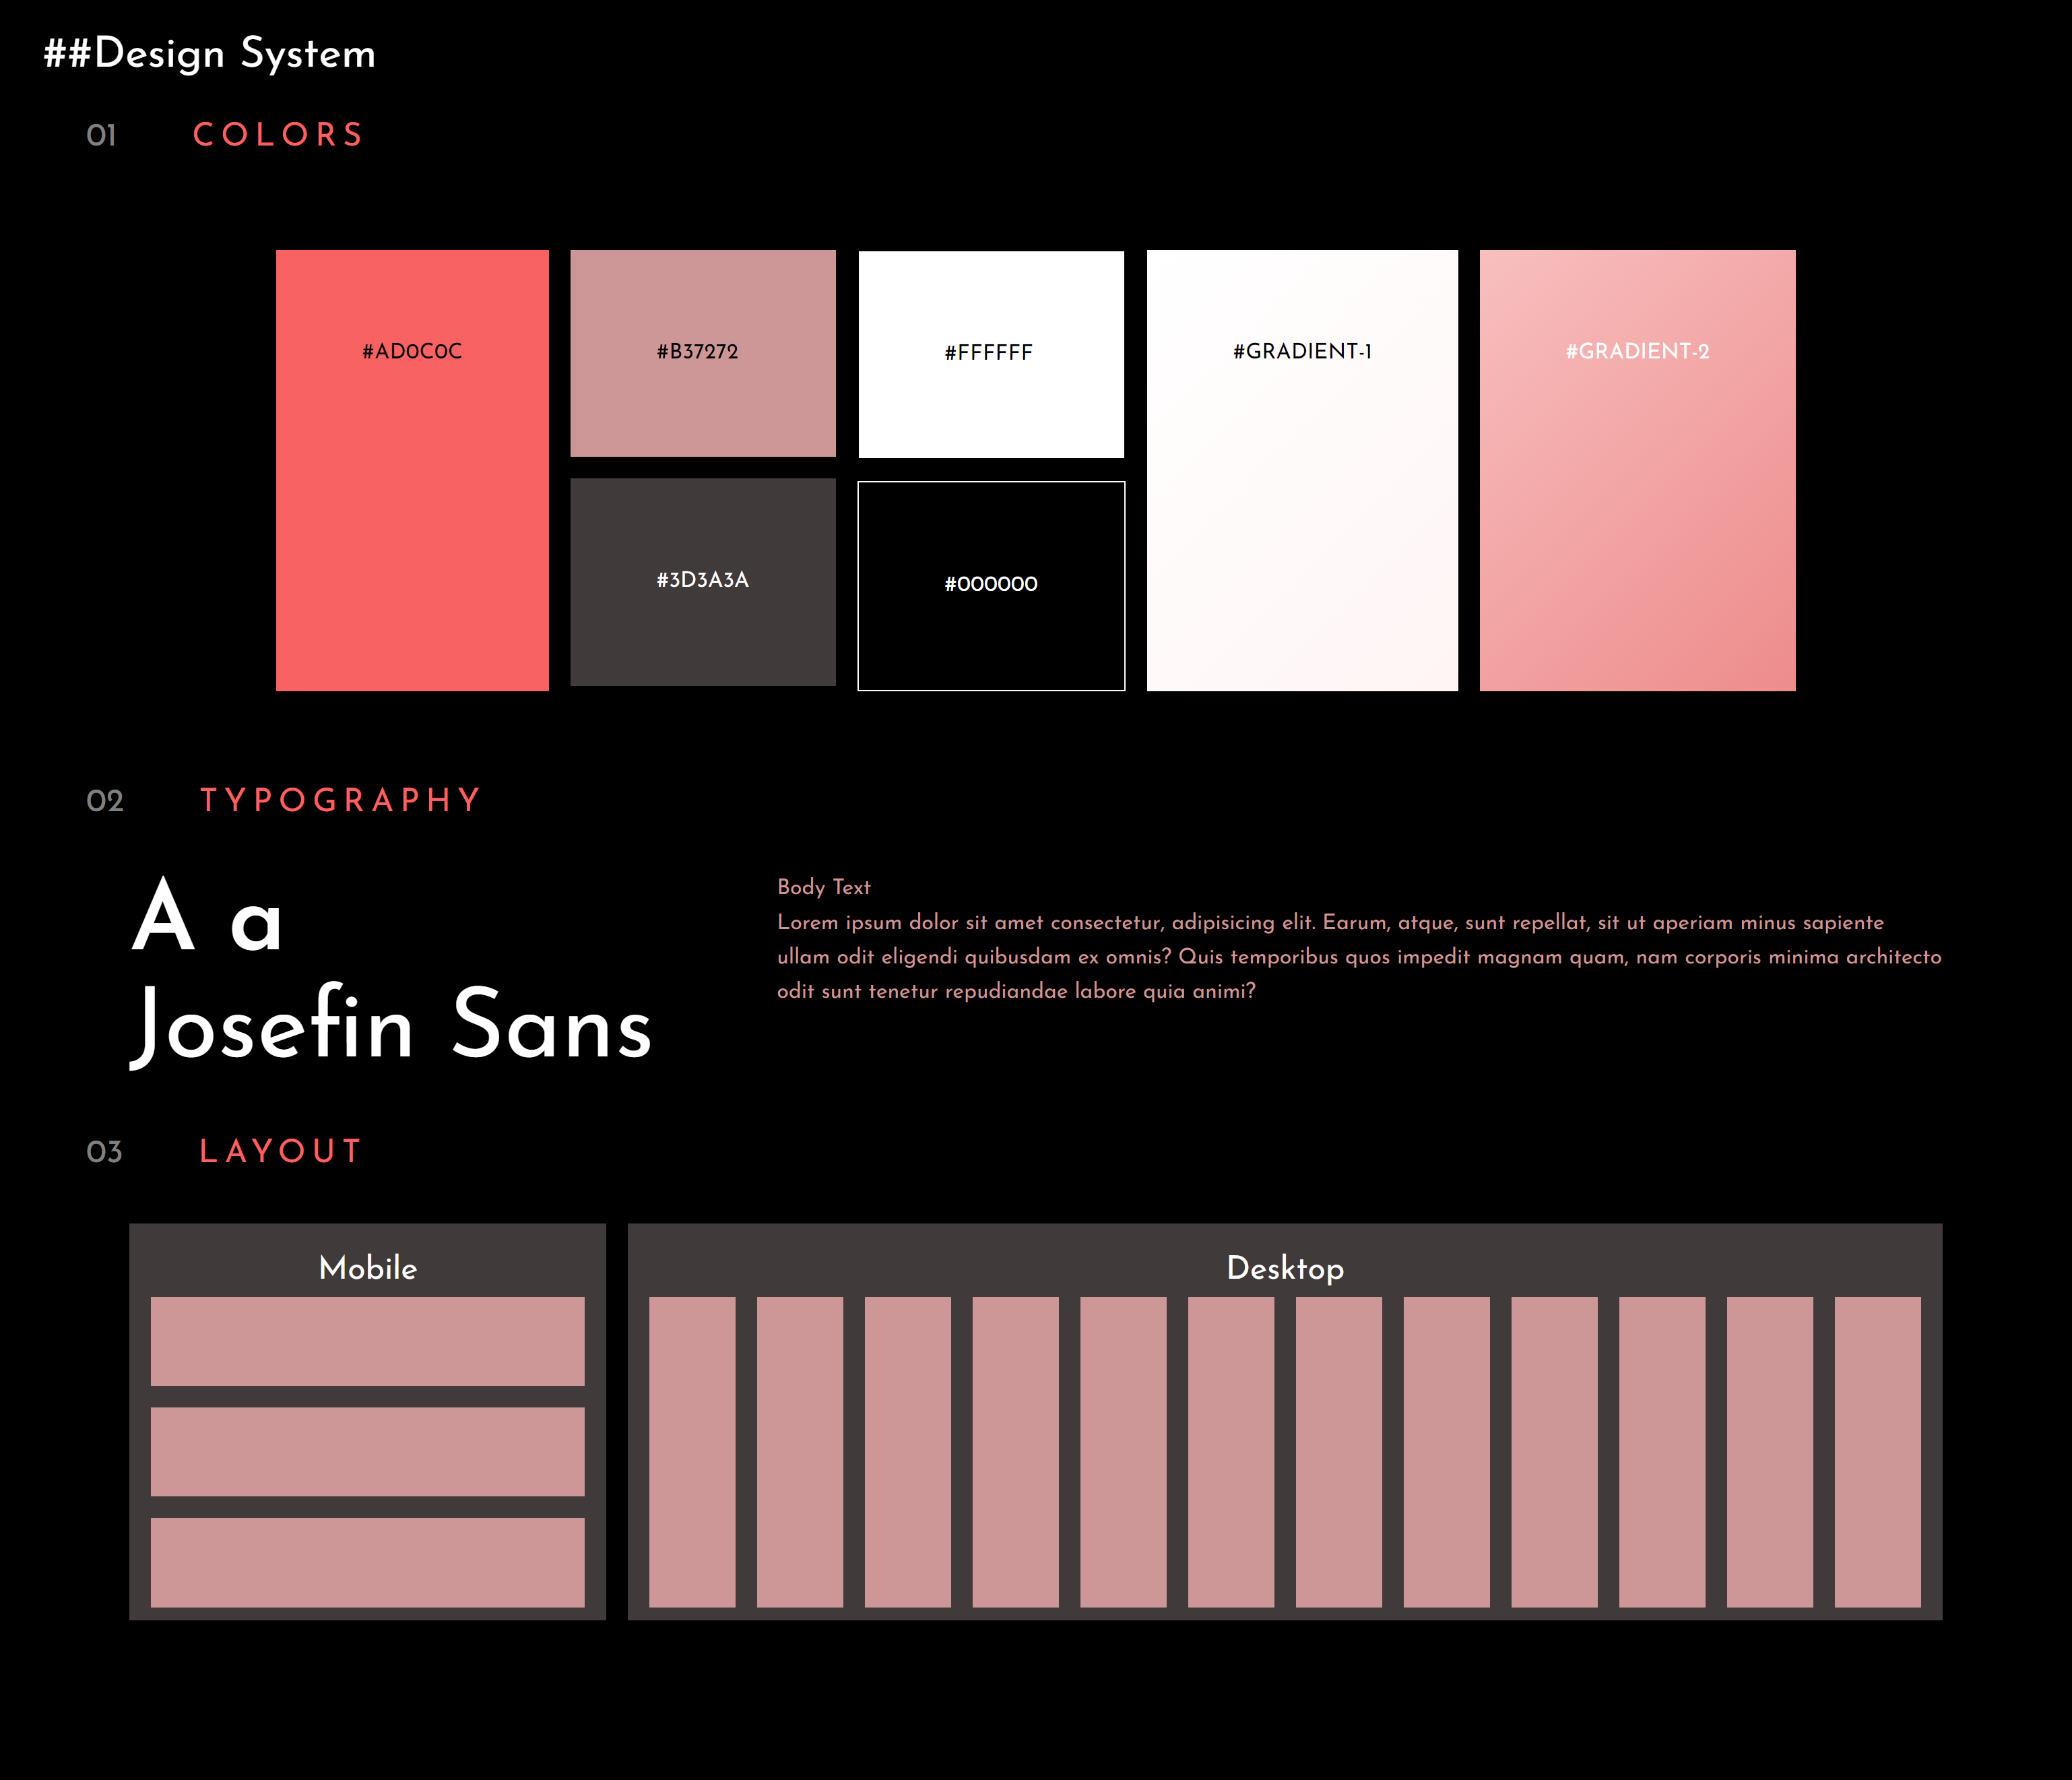 ##Design System
01 COLORS
#AD0C0C
#B37272
#FFFFFF
#GRADIENT-1
#GRADIENT-2
#3D3A3A
#000000
02 TYPOGRAPHY
A a
Josefin Sans
Body Text
Lorem ipsum dolor sit amet consectetur, adipisicing elit. Earum, atque, sunt repellat, sit ut aperiam minus sapiente
ullam odit eligendi quibusdam ex omnis? Quis temporibus quos impedit magnam quam, nam corporis minima architecto
odit sunt tenetur repudiandae labore quia animi?
03 LAYOUT
Mobile
Desktop